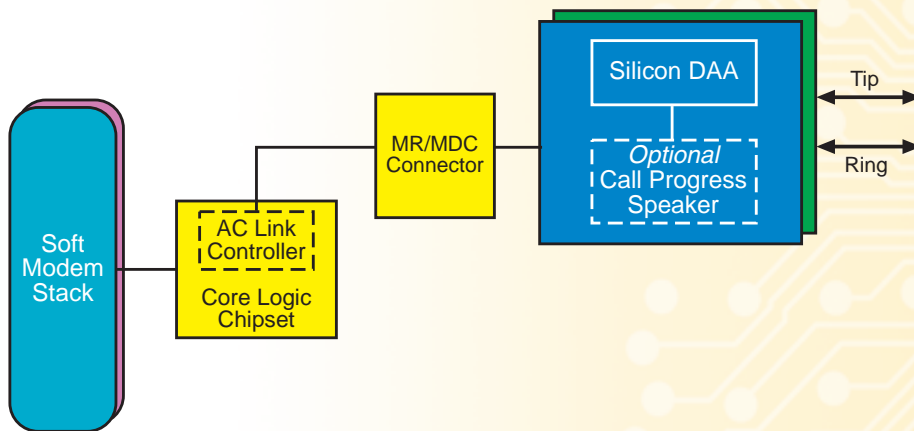 Soft
Modem
Stack
AC Link
Controller
Core Logic
Chipset
MR/MDC
Connector
Silicon DAA
Optional
Call Progress
Speaker
Tip
Ring